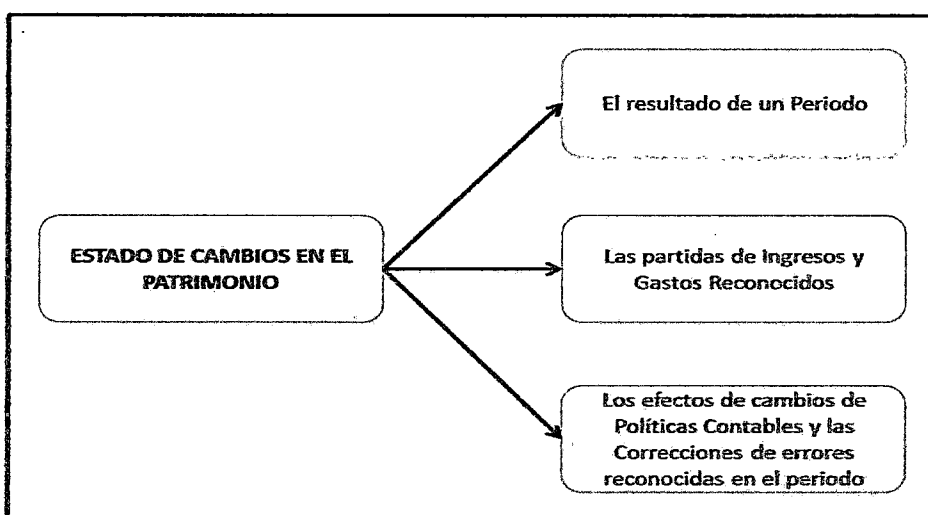 El resultado de un Periodo
ESTADO DE CAMBIOS EN EL
PATRIMONIO
Las partidas de Ingresos y
Gastos Reconocidos
Los efectos de cambios de
Políticas Contables y las
Correcciones de errores
reconocidas en el periodo